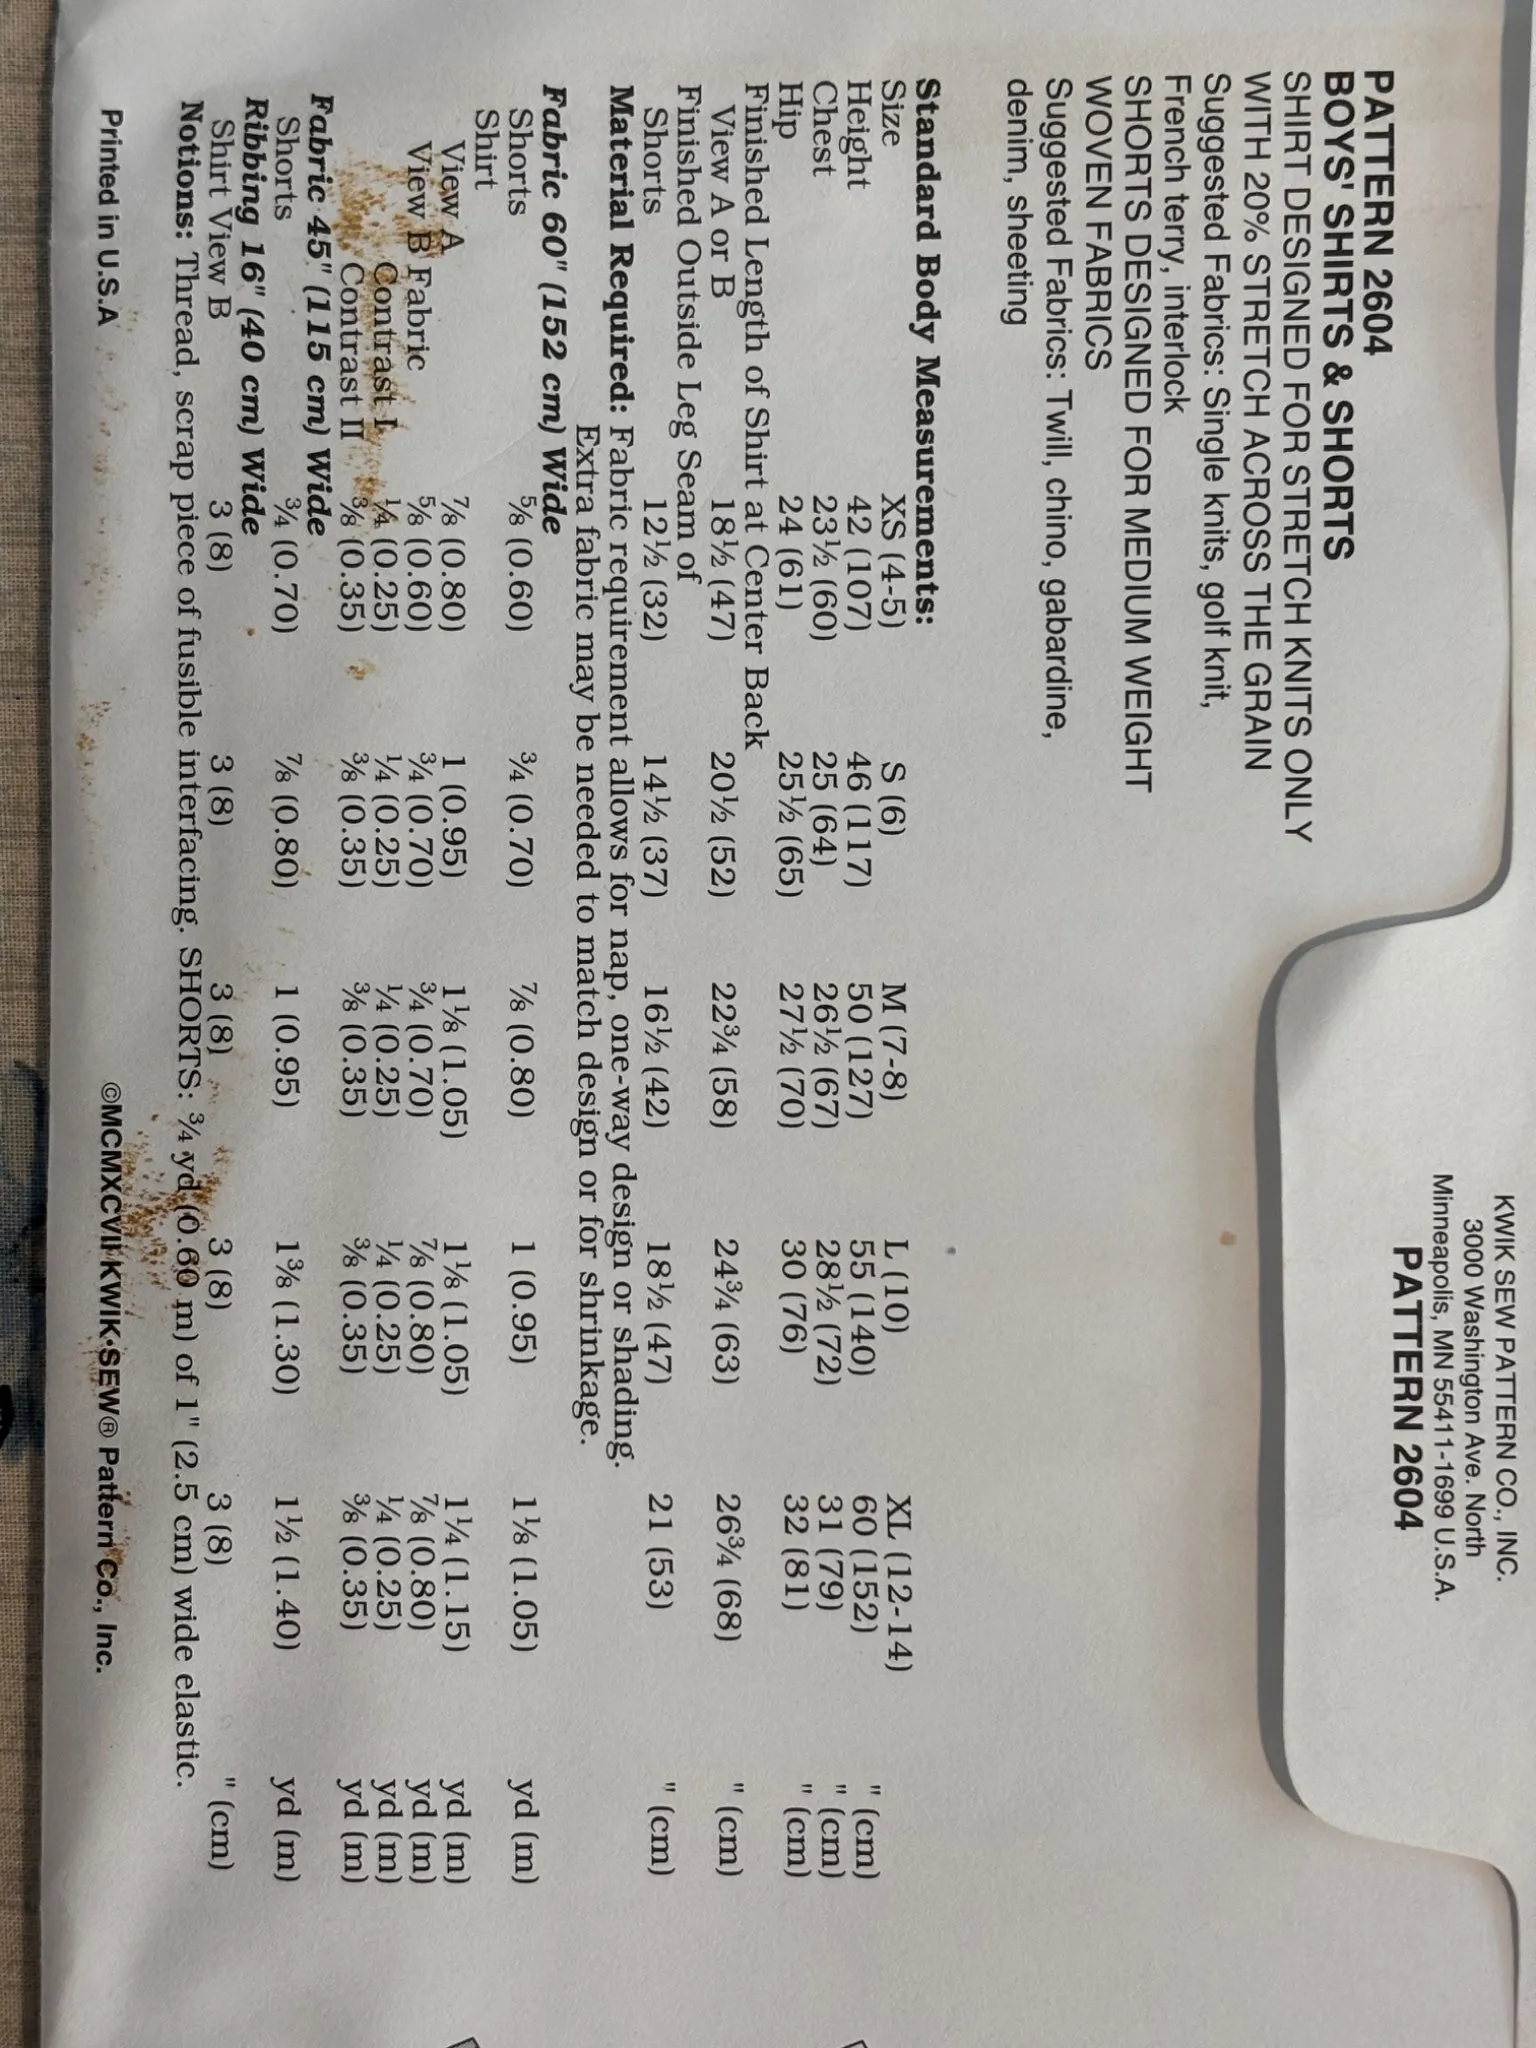 KWIK SEW PATTERN CO., INC.
3000 Washington Ave. North
Minneapolis, MN 55411-1699 U.S.A.
PATTERN 2604
PATTERN 2604
BOYS' SHIRTS & SHORTS
SHIRT DESIGNED FOR STRETCH KNITS ONLY
WITH 20% STRETCH ACROSS THE GRAIN
Suggested Fabrics: Single knits, golf knit,
French terry, interlock
SHORTS DESIGNED FOR MEDIUM WEIGHT
WOVEN FABRICS
Suggested Fabrics: Twill, chino, gabardine,
denim, sheeting
Standard Body Measurements:
Size XS (4-5) S (6) M (7-8) L (10) XL (12-14)
Height 42 (107) 46 (117) 50 (127) 55 (140) 60 (152) " (cm)
Chest 23½ (60) 25 (64) 26½ (67) 28½ (72) 31 (79) " (cm)
Hip 24 (61) 25½ (65) 27½ (70) 30 (76) 32 (81) " (cm)
Finished Length of Shirt at Center Back
View A or B 18½ (47) 20½ (52) 22¾ (58) 24¾ (63) 26¾ (68) " (cm)
Finished Outside Leg Seam of
Shorts 12½ (32) 14½ (37) 16½ (42) 18½ (47) 21 (53) " (cm)
Material Required: Fabric requirement allows for nap, one-way design or shading.
Extra fabric may be needed to match design or for shrinkage.
Fabric 60" (152 cm) Wide
Shorts ⅝ (0.60) ¾ (0.70) ⅞ (0.80) 1 (0.95) 1⅛ (1.05) yd (m)
Shirt
View A ⅞ (0.80) 1 (0.95) 1⅛ (1.05) 1⅛ (1.05) 1¼ (1.15) yd (m)
View B Fabric ⅝ (0.60) ¾ (0.70) ¾ (0.70) ⅞ (0.80) ⅞ (0.80) yd (m)
Contrast I ¼ (0.25) ¼ (0.25) ¼ (0.25) ¼ (0.25) ¼ (0.25) yd (m)
Contrast II ⅜ (0.35) ⅜ (0.35) ⅜ (0.35) ⅜ (0.35) ⅜ (0.35) yd (m)
Fabric 45" (115 cm) Wide
Shorts ¾ (0.70) ⅞ (0.80) 1 (0.95) 1⅜ (1.30) 1½ (1.40) yd (m)
Ribbing 16" (40 cm) Wide
Shirt View B 3 (8) 3 (8) 3 (8) 3 (8) 3 (8) " (cm)
Notions: Thread, scrap piece of fusible interfacing. SHORTS: ¾ yd (0.60 m) of 1" (2.5 cm) wide elastic.
Printed in U.S.A ©MCMXCVII KWIK•SEW® Pattern Co., Inc.